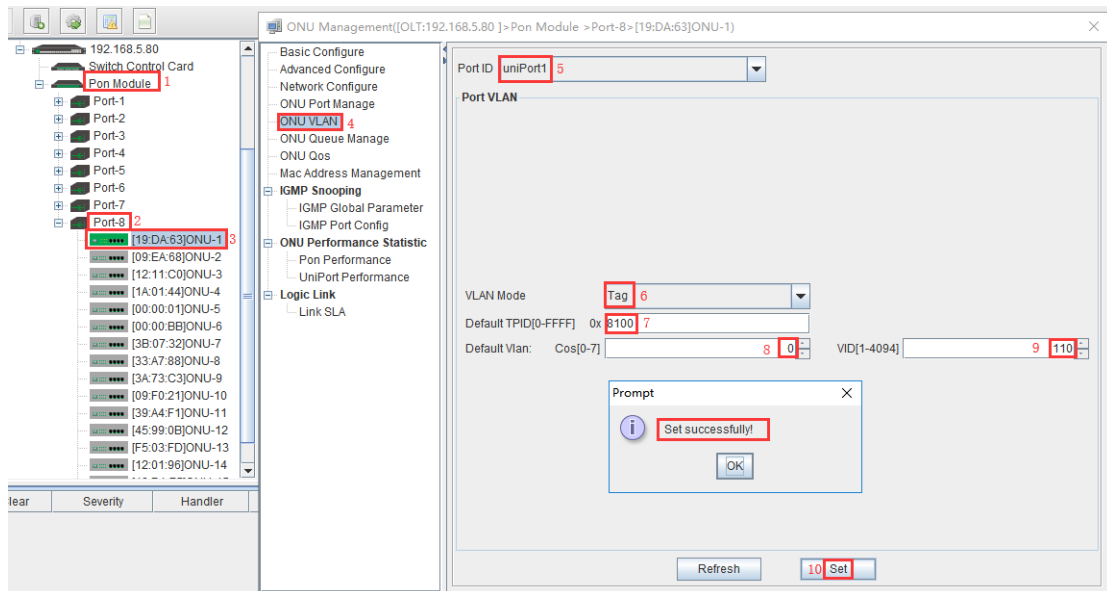 ONU Management([OLT:192.168.5.80 ]>Pon Module >Port-8>[19:DA:63]ONU-1)
192.168.5.80
Switch Control Card
Pon Module 1
Port-1
Port-2
Port-3
Port-4
Port-5
Port-6
Port-7
Port-8 2
[19:DA:63]ONU-1 3
[09:EA:68]ONU-2
[12:11:C0]ONU-3
[1A:01:44]ONU-4
[00:00:01]ONU-5
[00:00:BB]ONU-6
[3B:07:32]ONU-7
[33:A7:88]ONU-8
[3A:73:C3]ONU-9
[09:F0:21]ONU-10
[39:A4:F1]ONU-11
[45:99:0B]ONU-12
[F5:03:FD]ONU-13
[12:01:96]ONU-14
lear Severity Handler
Basic Configure
Advanced Configure
Network Configure
ONU Port Manage
ONU VLAN 4
ONU Queue Manage
ONU Qos
Mac Address Management
IGMP Snooping
IGMP Global Parameter
IGMP Port Config
ONU Performance Statistic
Pon Performance
UniPort Performance
Logic Link
Link SLA
Port ID uniPort1 5
Port VLAN
VLAN Mode Tag 6
Default TPID[0-FFFF] 0x 8100 7
Default Vlan: Cos[0-7] 8 0 VID[1-4094] 9 110
Prompt
Set successfully!
OK
Refresh 10 Set